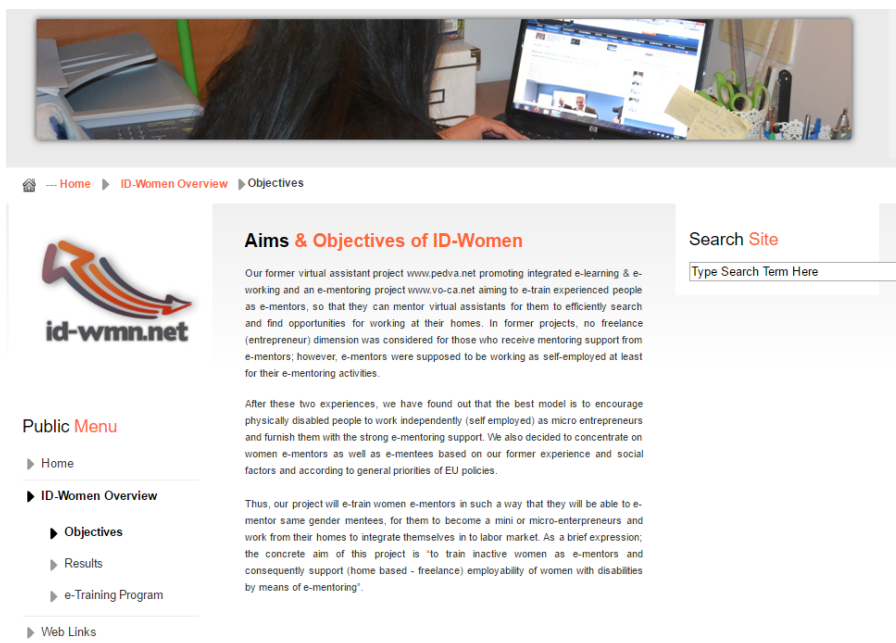 --- Home
ID-Women Overview
Objectives
id-wmn.net
Public Menu
Home
ID-Women Overview
Objectives
Results
e-Training Program
Web Links
Aims & Objectives of ID-Women
Our former virtual assistant project www.pedva.net promoting integrated e-learning & e-
working and an e-mentoring project www.vo-ca.net aiming to e-train experienced people
as e-mentors, so that they can mentor virtual assistants for them to efficiently search
and find opportunities for working at their homes. In former projects, no freelance
(entrepreneur) dimension was considered for those who receive mentoring support from
e-mentors; however, e-mentors were supposed to be working as self-employed at least
for their e-mentoring activities.
After these two experiences, we have found out that the best model is to encourage
physically disabled people to work independently (self employed) as micro entrepreneurs
and furnish them with the strong e-mentoring support. We also decided to concentrate on
women e-mentors as well as e-mentees based on our former experience and social
factors and according to general priorities of EU policies.
Thus, our project will e-train women e-mentors in such a way that they will be able to e-
mentor same gender mentees, for them to become a mini or micro-enterpreneurs and
work from their homes to integrate themselves in to labor market. As a brief expression;
the concrete aim of this project is "to train inactive women as e-mentors and
consequently support (home based - freelance) employability of women with disabilities
by means of e-mentoring".
Search Site
Type Search Term Here